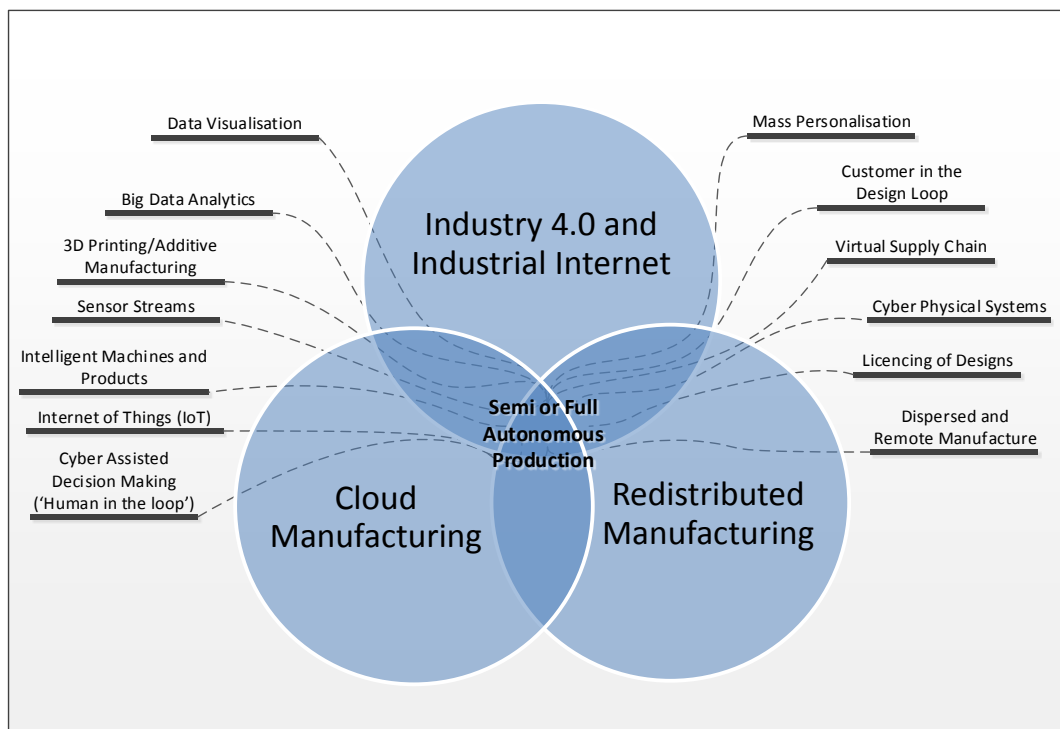 Data Visualisation
Big Data Analytics
3D Printing/Additive
Manufacturing
Sensor Streams
Intelligent Machines and
Products
Internet of Things (IoT)
Cyber Assisted
Decision Making
(‘Human in the loop’)
Industry 4.0 and
Industrial Internet
Semi or Full
Autonomous
Production
Cloud
Manufacturing
Redistributed
Manufacturing
Mass Personalisation
Customer in the
Design Loop
Virtual Supply Chain
Cyber Physical Systems
Licencing of Designs
Dispersed and
Remote Manufacture